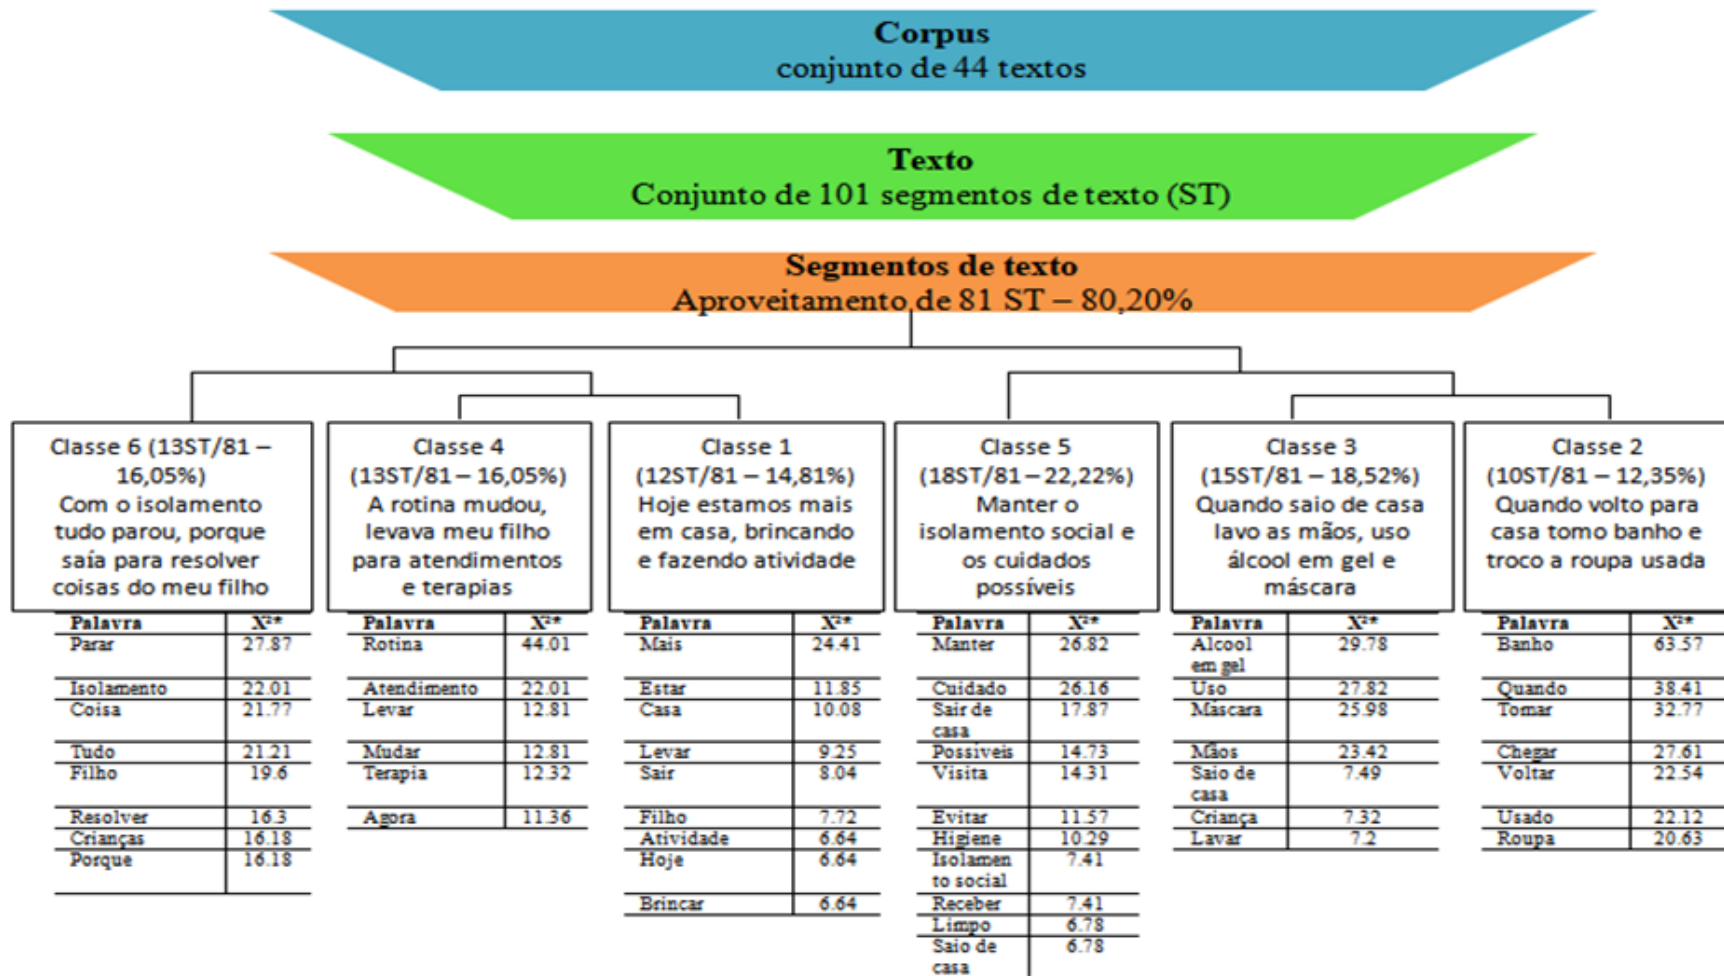 Corpus
conjunto de 44 textos
Texto
Conjunto de 101 segmentos de texto (ST)
Segmentos de texto
Aproveitamento de 81 ST – 80,20%
Classe 6 (13ST/81 –
16,05%)
Com o isolamento
tudo parou, porque
saía para resolver
coisas do meu filho
Palavra X²*
Parar 27.87
Isolamento 22.01
Coisa 21.77
Tudo 21.21
Filho 19.6
Resolver 16.3
Crianças 16.18
Porque 16.18
Classe 4
(13ST/81 – 16,05%)
A rotina mudou,
levava meu filho
para atendimentos
e terapias
Palavra X²*
Rotina 44.01
Atendimento 22.01
Levar 12.81
Mudar 12.81
Terapia 12.32
Agora 11.36
Classe 1
(12ST/81 – 14,81%)
Hoje estamos mais
em casa, brincando
e fazendo atividade
Palavra X²*
Mais 24.41
Estar 11.85
Casa 10.08
Levar 9.25
Sair 8.04
Filho 7.72
Atividade 6.64
Hoje 6.64
Brincar 6.64
Classe 5
(18ST/81 – 22,22%)
Manter o
isolamento social e
os cuidados
possíveis
Palavra X²*
Manter 26.82
Cuidado 26.16
Sair de 17.87
casa
Possíveis 14.73
Visita 14.31
Evitar 11.57
Higiene 10.29
Isolamen 7.41
to social
Receber 7.41
Limpo 6.78
Saio de 6.78
casa
Classe 3
(15ST/81 – 18,52%)
Quando saio de casa
lavo as mãos, uso
álcool em gel e
máscara
Palavra X²*
Álcool 29.78
em gel
Uso 27.82
Máscara 25.98
Mãos 23.42
Saio de 7.49
casa
Criança 7.32
Lavar 7.2
Classe 2
(10ST/81 – 12,35%)
Quando volto para
casa tomo banho e
troco a roupa usada
Palavra X²*
Banho 63.57
Quando 38.41
Tomar 32.77
Chegar 27.61
Voltar 22.54
Usado 22.12
Roupa 20.63